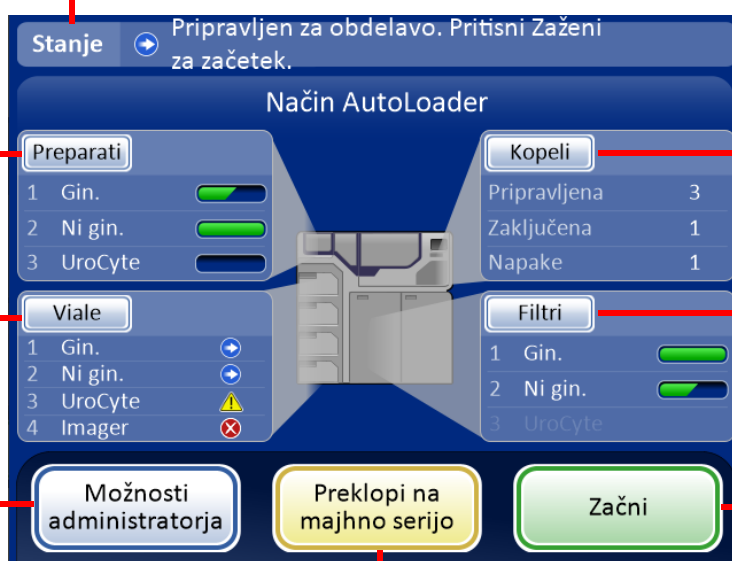 Stanje
Pripravljen za obdelavo. Pritisni Zaženi
za začetek.
Način AutoLoader
Preparati
1 Gin.
2 Ni gin.
3 UroCyte
Kopeli
Pripravljena 3
Zaključena 1
Napake 1
Viale
1 Gin.
2 Ni gin.
3 UroCyte
4 Imager
Filtri
1 Gin.
2 Ni gin.
3 UroCyte
Možnosti
administratorja
Preklopi na
majhno serijo
Začni